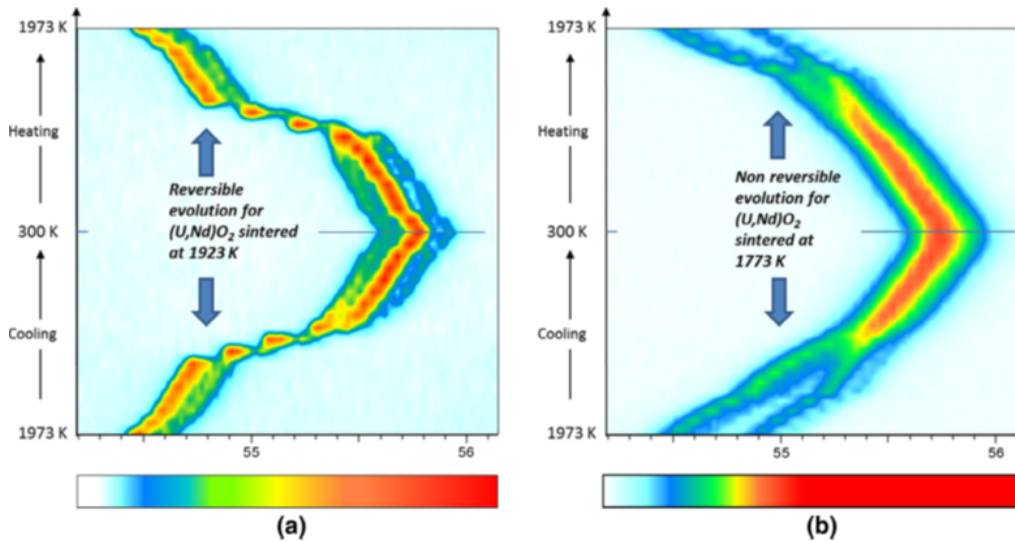 1973 K
Heating
300 K
Cooling
1973 K
Reversible
evolution for
(U,Nd)O2 sintered
at 1923 K
55
56
(a)
1973 K
Heating
300 K
Cooling
1973 K
Non reversible
evolution for
(U,Nd)O2
sintered at
1773 K
55
56
(b)